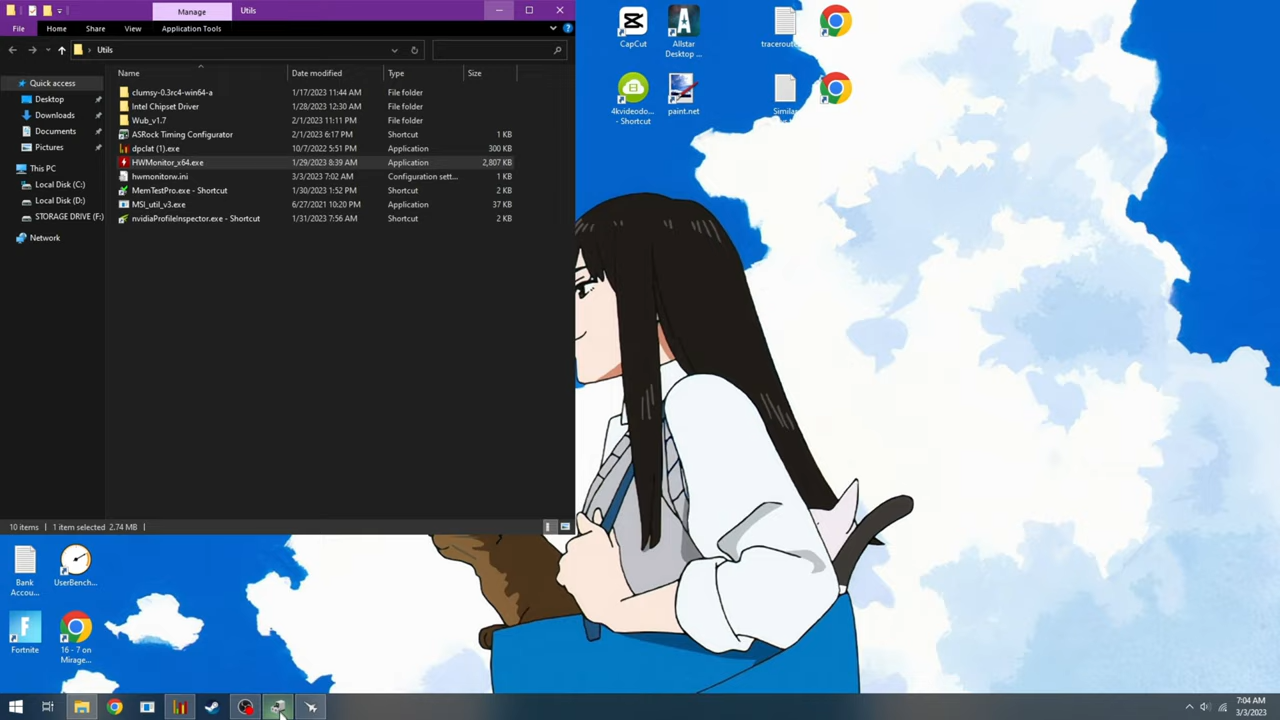 Manage
Utils
File
Home
Share
View
Application Tools
Utils
Name
Date modified
Type
Size
Quick access
Desktop
Downloads
Documents
Pictures
This PC
Local Disk (C:)
Local Disk (D:)
STORAGE DRIVE (F:)
Network
clumsy-0.3rc4-win64-a 1/17/2023 11:44 AM File folder
Intel Chipset Driver 1/28/2023 12:30 AM File folder
Wub_v1.7 2/1/2023 11:11 PM File folder
ASRock Timing Configurator 2/1/2023 6:17 PM Shortcut 1 KB
dpclat (1).exe 10/7/2022 5:51 PM Application 300 KB
HWMonitor_x64.exe 1/29/2023 8:39 AM Application 2,807 KB
hwmonitorw.ini 3/3/2023 7:02 AM Configuration sett... 1 KB
MemTestPro.exe - Shortcut 1/30/2023 1:52 PM Shortcut 2 KB
MSI_util_v3.exe 6/27/2021 10:20 PM Application 37 KB
nvidiaProfileInspector.exe - Shortcut 1/31/2023 7:56 AM Shortcut 2 KB
10 items
1 item selected 2.74 MB
CapCut
Allstar
Desktop ...
traceroute
4kvideodo...
- Shortcut
paint.net
Bank
Accou...
UserBench...
Fortnite
16 - 7 on
Mirage...
7:04 AM
3/3/2023